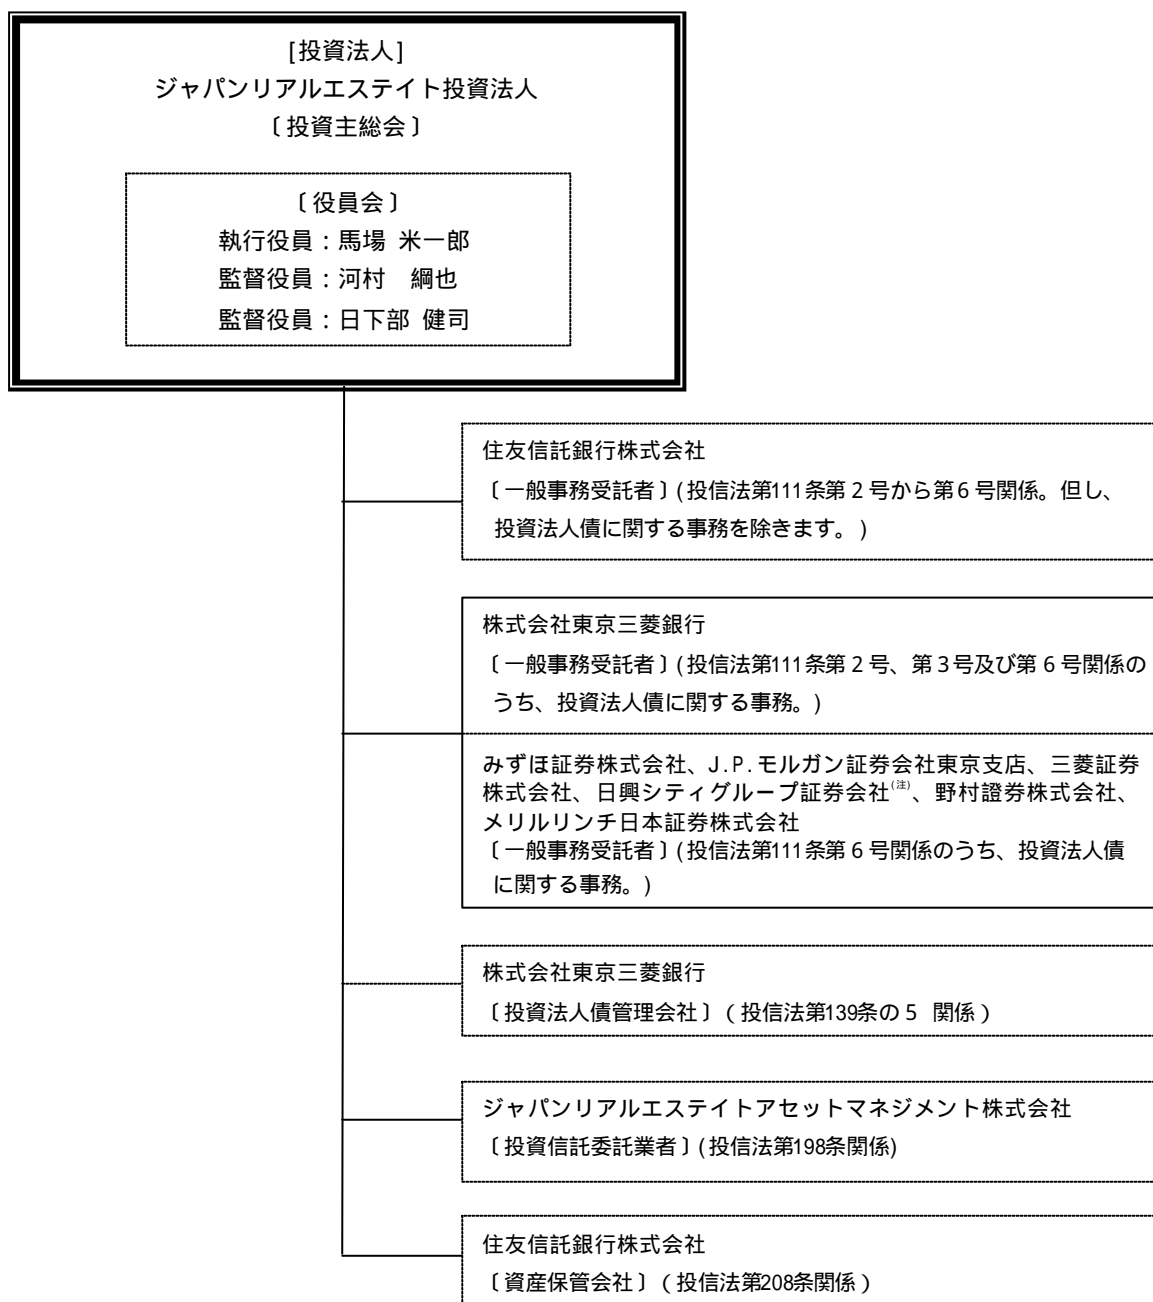 [投資法人]
ジャパンリアルエステイト投資法人
〔投資主総会〕
〔役員会〕
執行役員：馬場 米一郎
監督役員：河村　綱也
監督役員：日下部 健司
住友信託銀行株式会社
〔一般事務受託者〕(投信法第111条第２号から第６号関係。但し、
投資法人債に関する事務を除きます。)
株式会社東京三菱銀行
〔一般事務受託者〕(投信法第111条第２号、第３号及び第６号関係の
うち、投資法人債に関する事務。)
みずほ証券株式会社、J.P.モルガン証券会社東京支店、三菱証券
株式会社、日興シティグループ証券会社(注)、野村證券株式会社、
メリルリンチ日本証券株式会社
〔一般事務受託者〕(投信法第111条第６号関係のうち、投資法人債
に関する事務。)
株式会社東京三菱銀行
〔投資法人債管理会社〕（投信法第139条の５ 関係）
ジャパンリアルエステイトアセットマネジメント株式会社
〔投資信託委託業者〕(投信法第198条関係)
住友信託銀行株式会社
〔資産保管会社〕（投信法第208条関係）